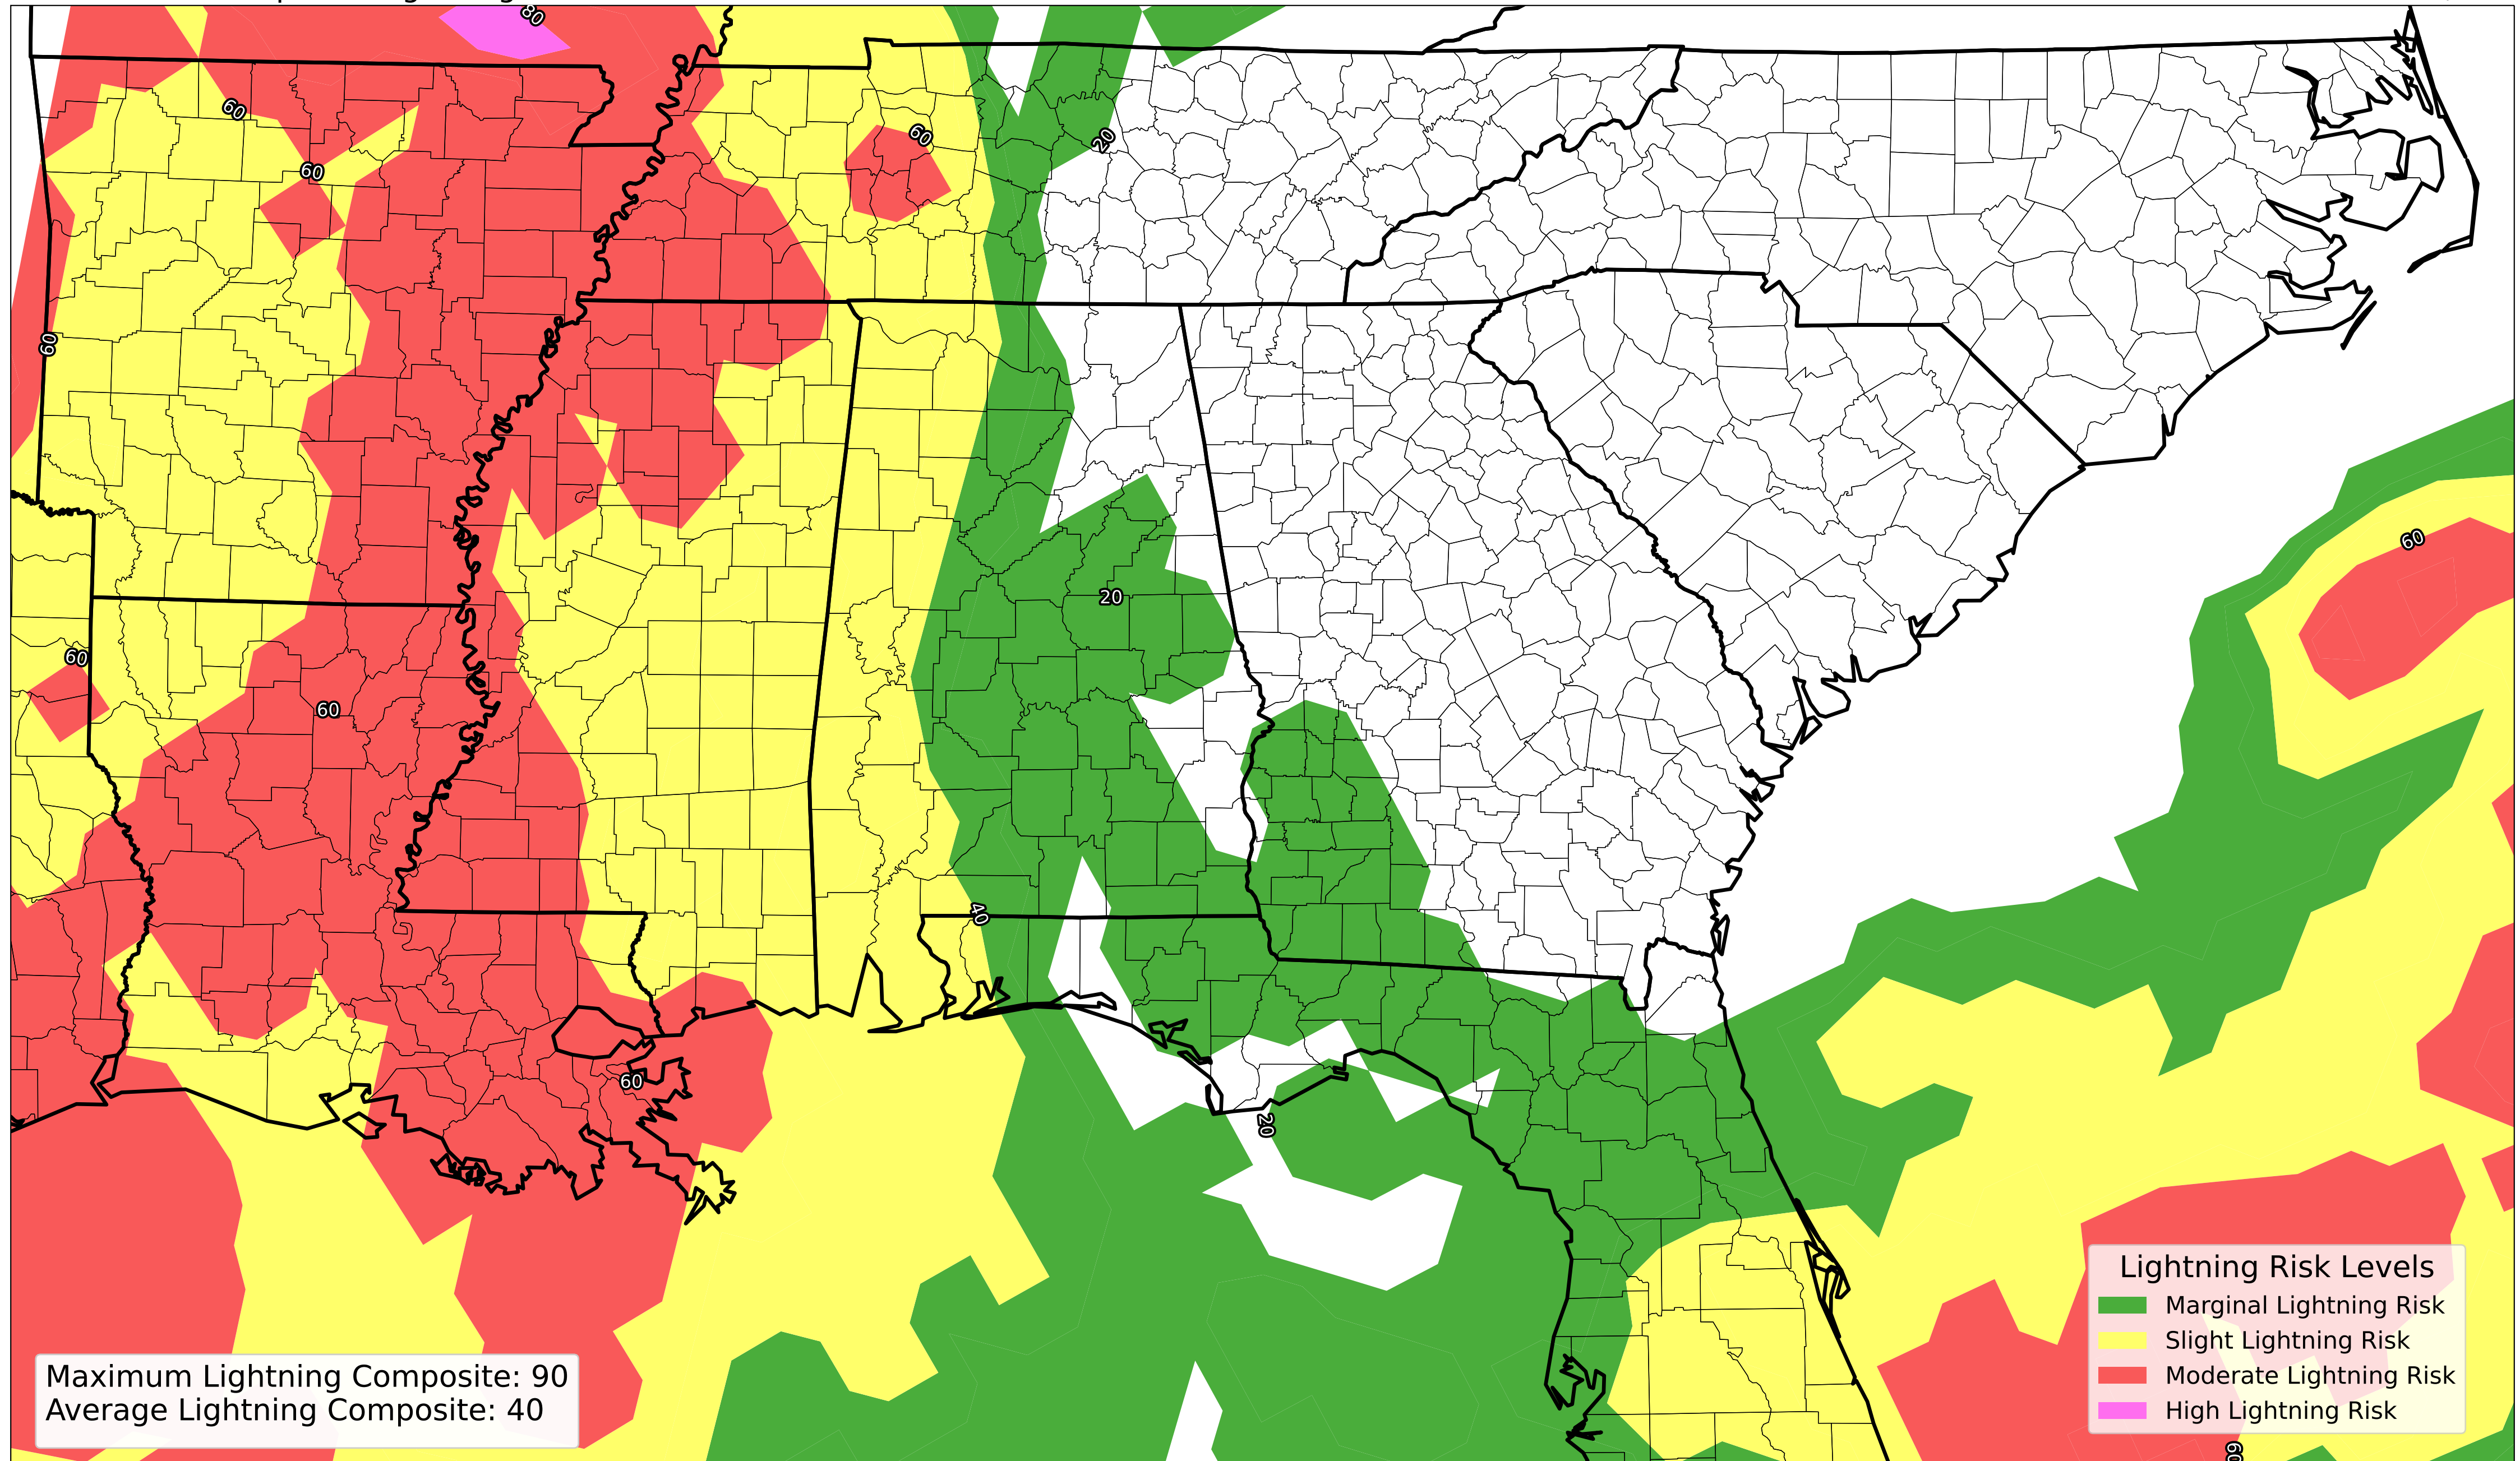 80
60
60
60
20
60
60
20
60
60
40
60
20
Lightning Risk Levels
Marginal Lightning Risk
Slight Lightning Risk
Moderate Lightning Risk
High Lightning Risk
Maximum Lightning Composite: 90
Average Lightning Composite: 40
60